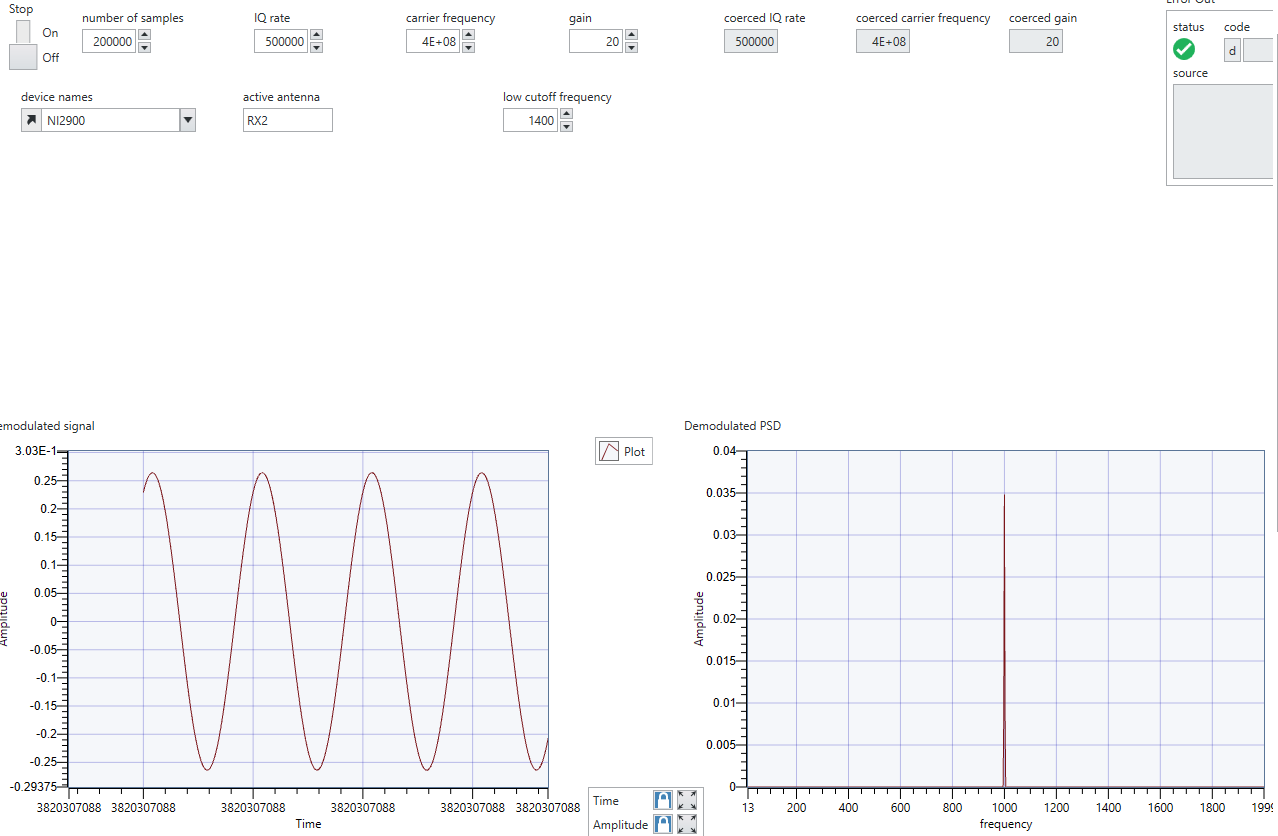 Stop
On
Off
number of samples
200000
IQ rate
500000
carrier frequency
4E+08
gain
20
coerced IQ rate
500000
coerced carrier frequency
4E+08
coerced gain
20
Error Out
status
code
d
source
device names
NI2900
active antenna
RX2
low cutoff frequency
1400
emodulated signal
3.03E-1
0.25
0.2
0.15
0.1
0.05
0
-0.05
-0.1
-0.15
-0.2
-0.25
-0.29375
Amplitude
3820307088 3820307088 3820307088 3820307088 3820307088 3820307088
Time
Plot
Time
Amplitude
Demodulated PSD
0.04
0.035
0.03
0.025
0.02
0.015
0.01
0.005
0
Amplitude
13 200 400 600 800 1000 1200 1400 1600 1800 1999
frequency